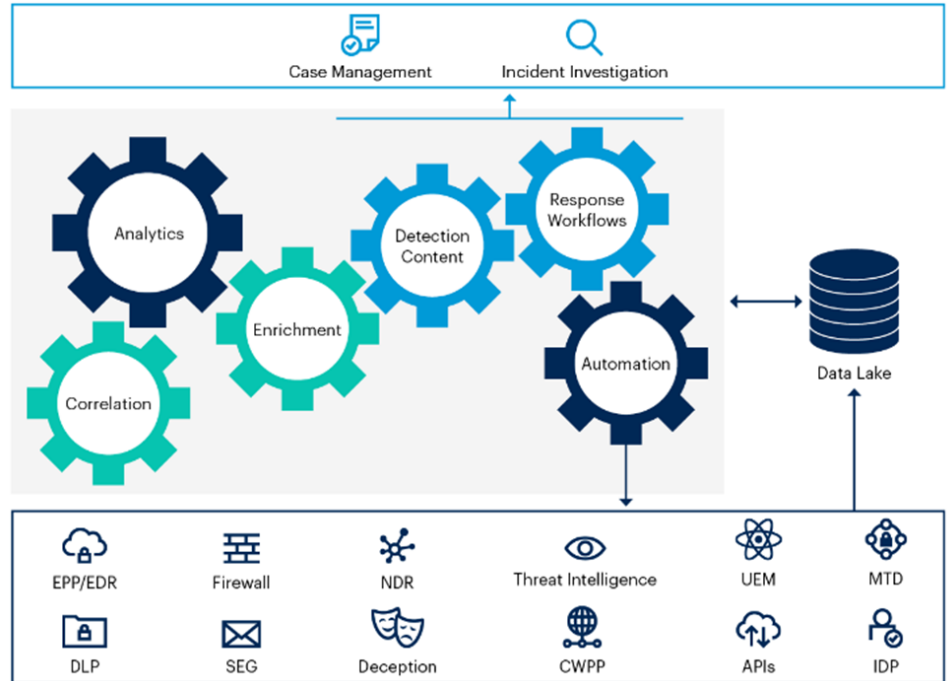 Case Management
Incident Investigation
Analytics
Response
Workflows
Detection
Content
Enrichment
Automation
Correlation
Data Lake
EPP/EDR
Firewall
NDR
Threat Intelligence
UEM
MTD
DLP
SEG
Deception
CWPP
APIs
IDP